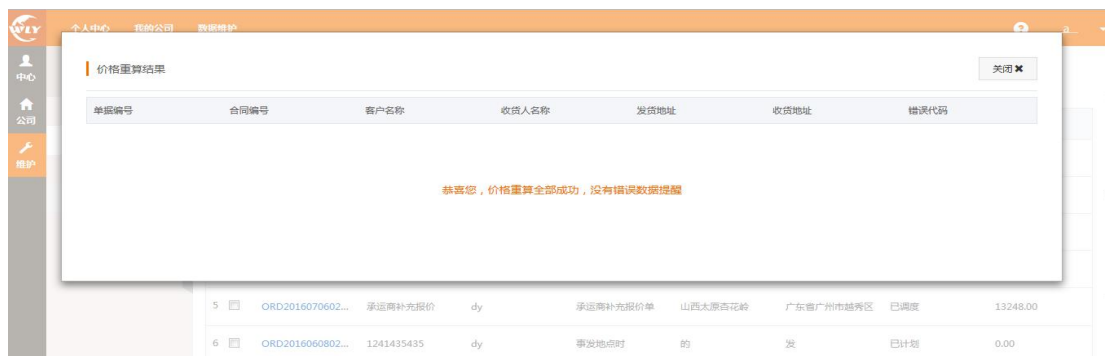 WLY 个人中心 我的公司 数据维护 ? a...
中心
公司
维护
价格重算结果 关闭✖
单据编号 合同编号 客户名称 收货人名称 发货地址 收货地址 错误代码
恭喜您，价格重算全部成功，没有错误数据提醒
5 ORD2016070602... 承运商补充报价 dy 承运商补充报价单 山西太原杏花岭 广东省广州市越秀区 已调度 13248.00
6 ORD2016060802... 1241435435 dy 事发地点时 的 发 已计划 0.00